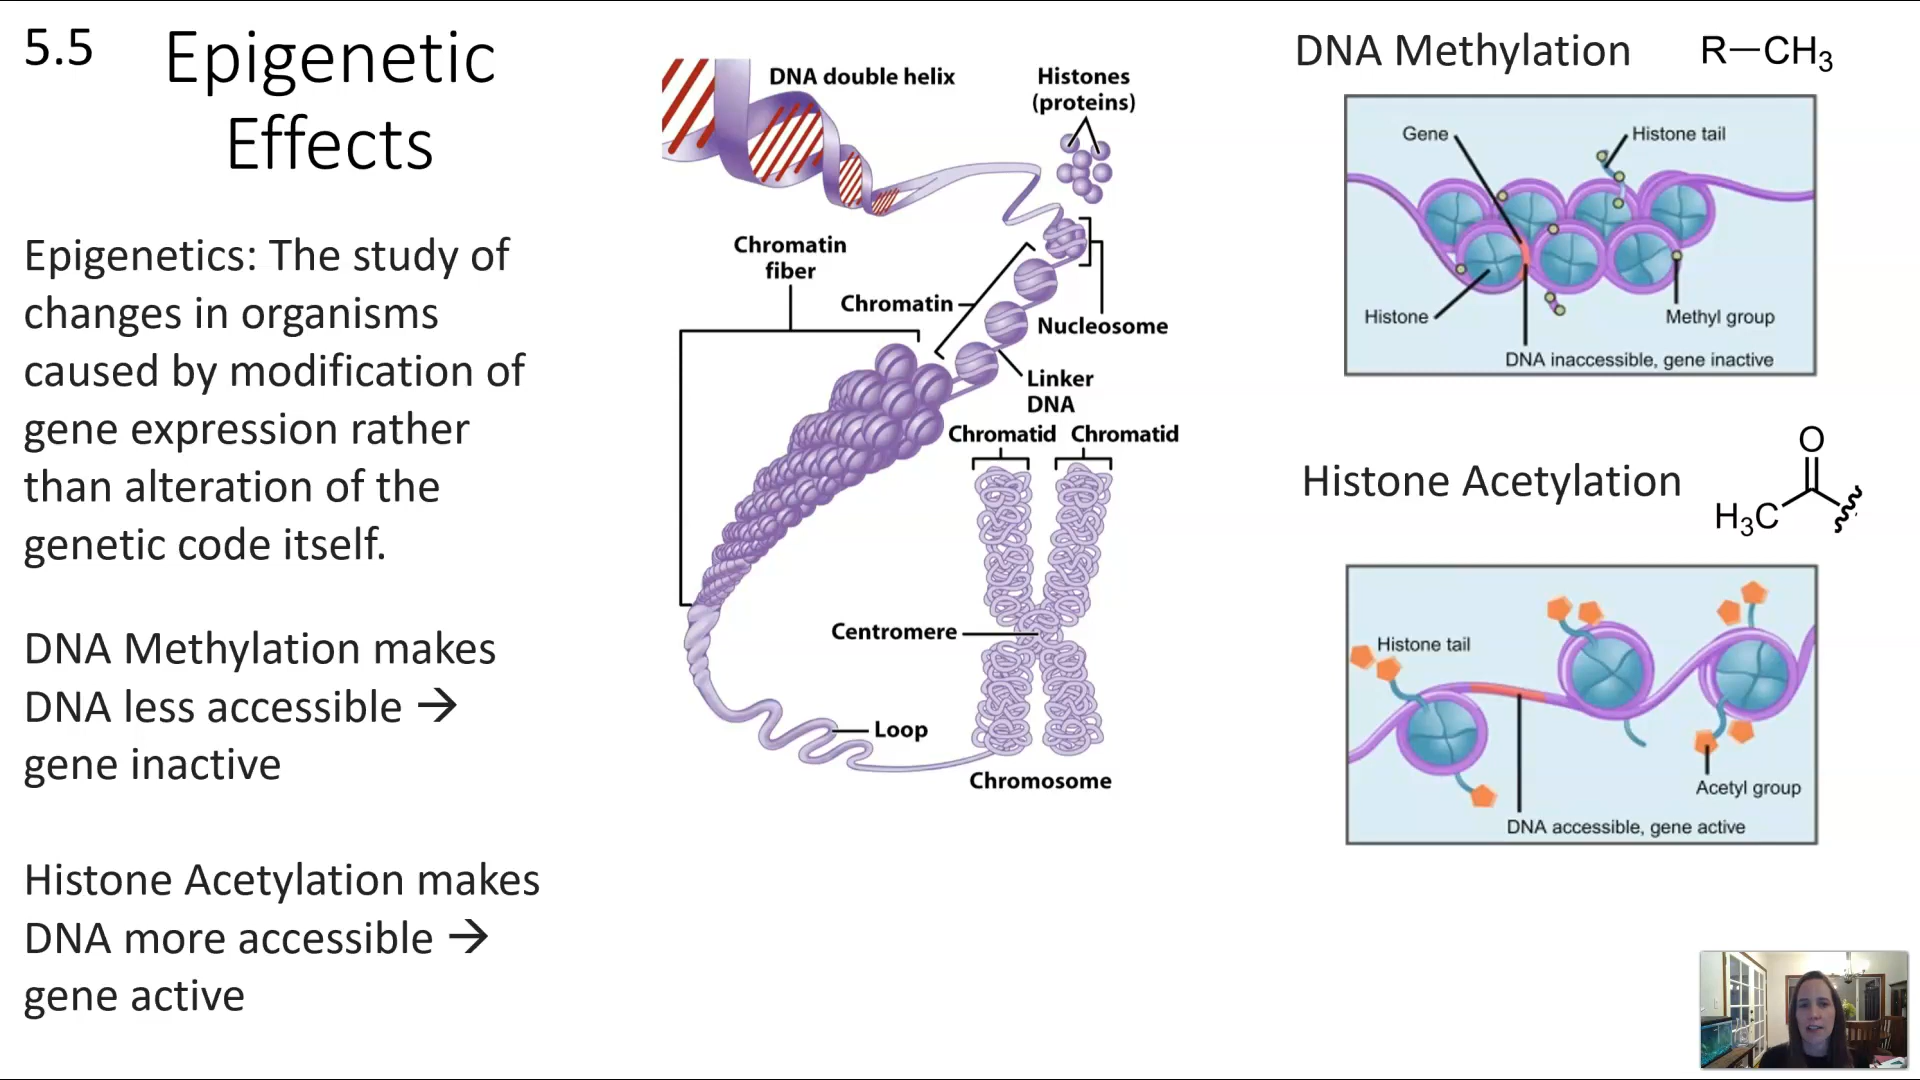 5.5
Epigenetic
Effects
Epigenetics: The study of
changes in organisms
caused by modification of
gene expression rather
than alteration of the
genetic code itself.
DNA Methylation makes
DNA less accessible →
gene inactive
Histone Acetylation makes
DNA more accessible →
gene active
DNA double helix
Histones
(proteins)
Chromatin
fiber
Chromatin
Nucleosome
Linker
DNA
Chromatid Chromatid
Centromere
Loop
Chromosome
DNA Methylation R—CH3
Gene
Histone tail
Histone
Methyl group
DNA inaccessible, gene inactive
Histone Acetylation
O
H3C
Histone tail
Acetyl group
DNA accessible, gene active